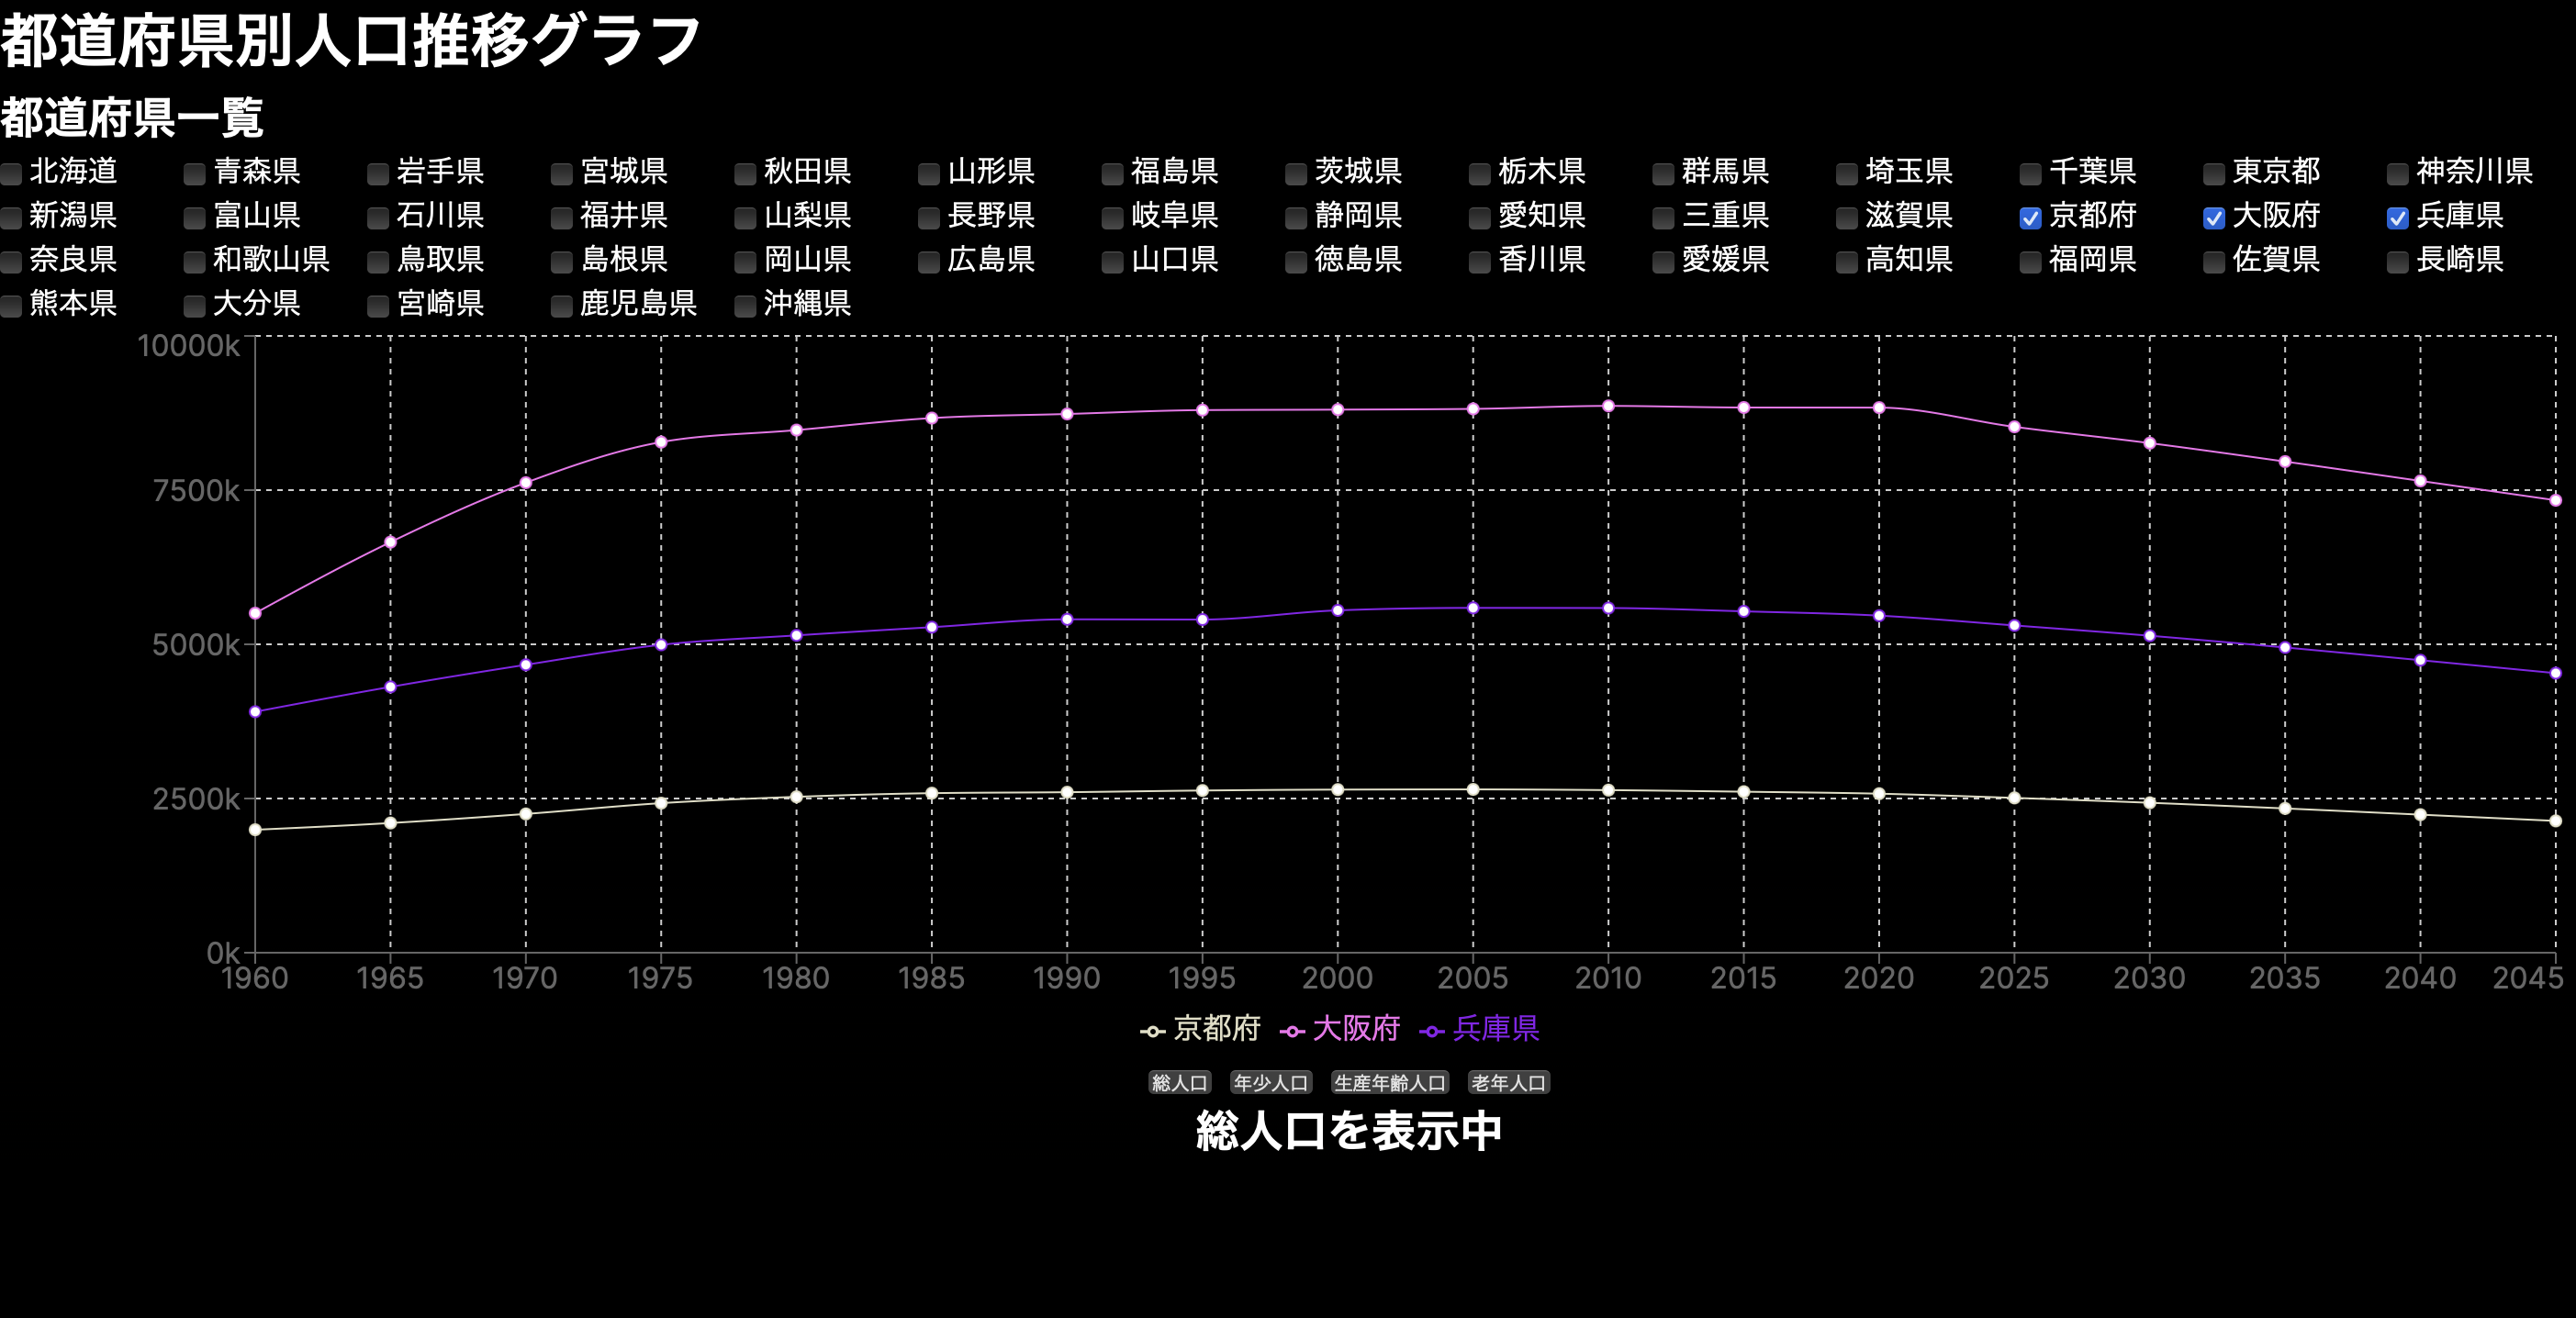 都道府県別人口推移グラフ
都道府県一覧
北海道 青森県 岩手県 宮城県 秋田県 山形県 福島県 茨城県 栃木県 群馬県 埼玉県 千葉県 東京都 神奈川県
新潟県 富山県 石川県 福井県 山梨県 長野県 岐阜県 静岡県 愛知県 三重県 滋賀県 京都府 大阪府 兵庫県
奈良県 和歌山県 鳥取県 島根県 岡山県 広島県 山口県 徳島県 香川県 愛媛県 高知県 福岡県 佐賀県 長崎県
熊本県 大分県 宮崎県 鹿児島県 沖縄県
10000k
7500k
5000k
2500k
0k
1960 1965 1970 1975 1980 1985 1990 1995 2000 2005 2010 2015 2020 2025 2030 2035 2040 2045
京都府 大阪府 兵庫県
総人口 年少人口 生産年齢人口 老年人口
総人口を表示中